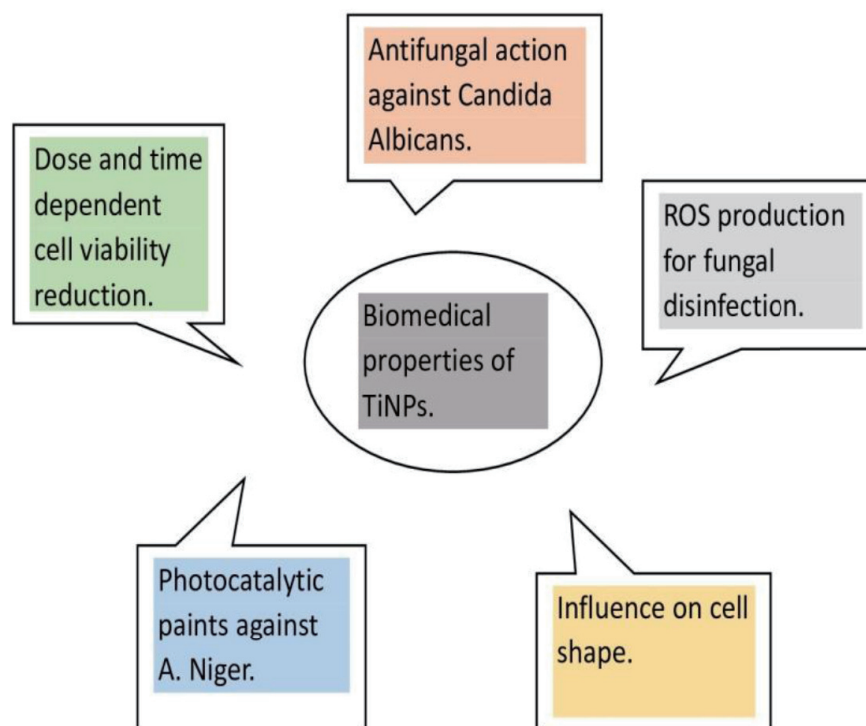 Antifungal action
against Candida
Albicans.
Dose and time
dependent
cell viability
reduction.
ROS production
for fungal
disinfection.
Biomedical
properties of
TiNPs.
Photocatalytic
paints against
A. Niger.
Influence on cell
shape.